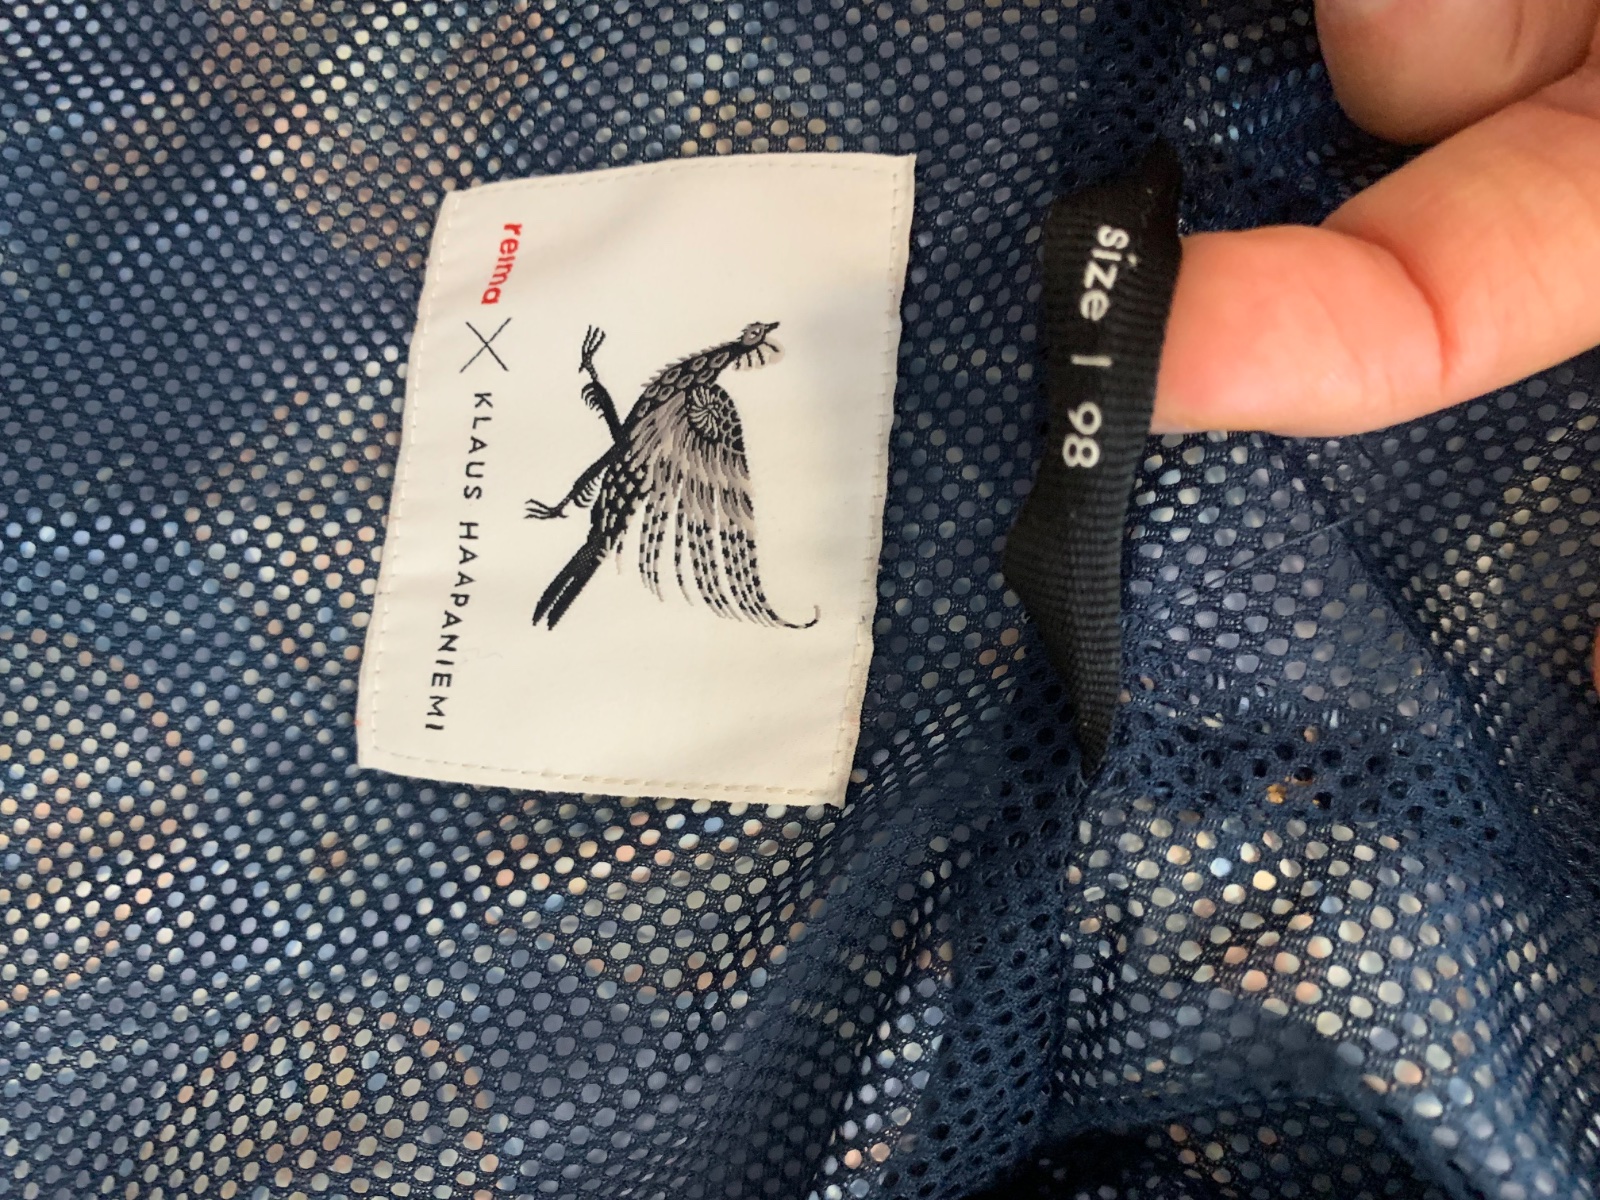 size | 98
reima X KLAUS HAAPANIEMI